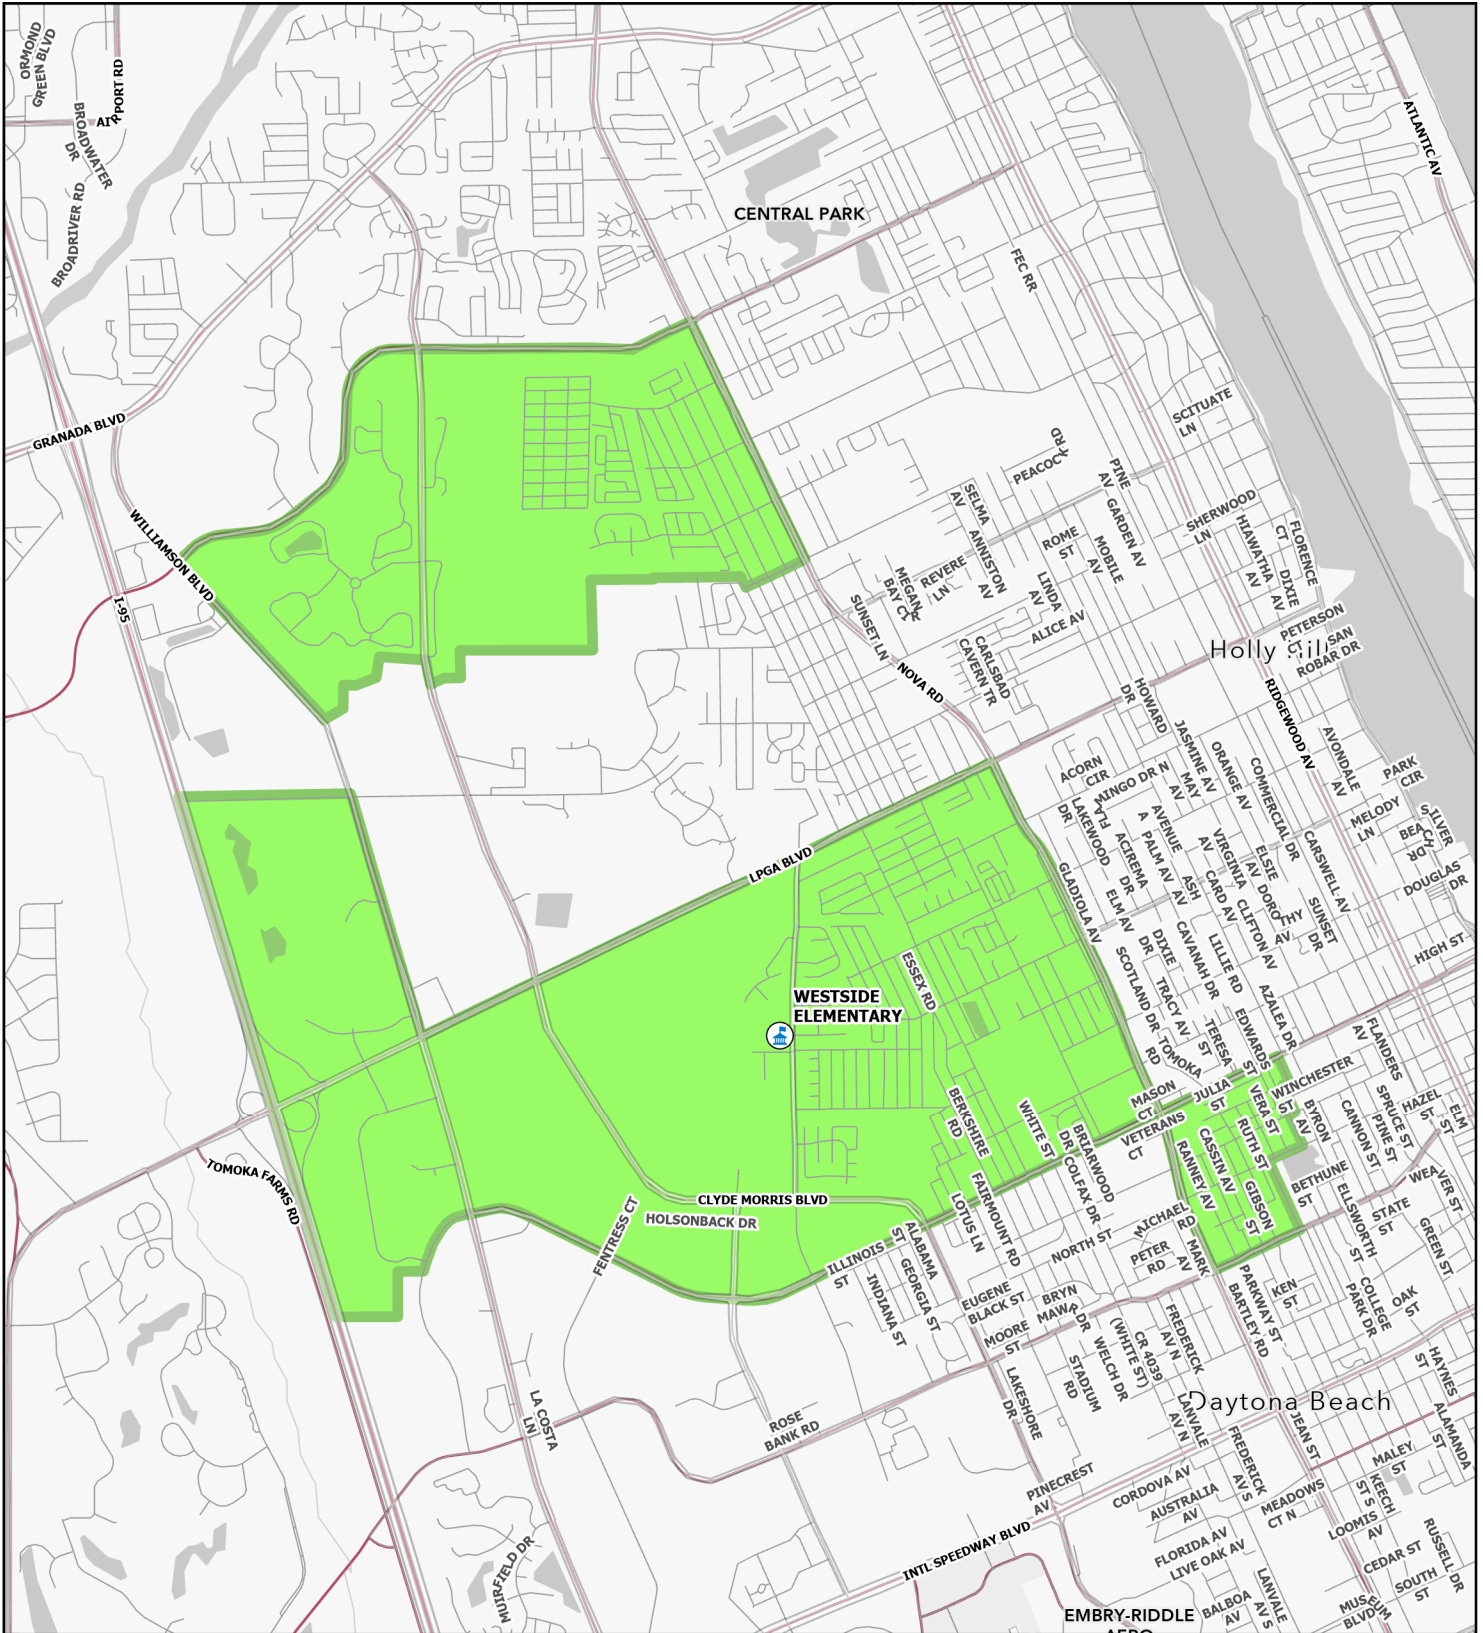 ORMOND
GREEN BLVD
AIRPORT RD
BROADWATER
DR
BROADRIVER RD
ATLANTIC AV
CENTRAL PARK
FEC RR
GRANADA BLVD
WILLIAMSON BLVD
I-95
SCITUATE
LN
PEACOCK RD
PINE
AV
GARDEN AV
SELMA
AV
ANNISTON
AV
ROME
ST
MOBILE
AV
SHERWOOD
LN
HIAWATHA
AV
FLORENCE
CT
DIXIE
AV
REVERE
LN
MEGAN
BAY CT
LINDA
AV
ALICE AV
SUNSET LN
CARLSBAD
CAVERN TR
NOVA RD
PETERSON
CT
SAN
ROBAR DR
Holly Hill
RIDGEWOOD AV
HOWARD
DR
JASMINE AV
MAY
AV
ORANGE AV
COMMERCIAL DR
AVONDALE
AV
PARK
CIR
ACORN
CIR
FLAMINGO DR N
LAKEWOOD
DR
MELODY
LN
SILVER
BEACH
DR
DOUGLAS
DR
AVENUE
A
PALM AV
ACIREMA
DR
VIRGINIA
AV
ELSIE
AV
CARSWELL AV
ASH
AV
CARD AV
DOROTHY
AV
SUNSET
DR
ELM AV
CLIFTON AV
GLADIOLA AV
LPGA BLVD
HIGH ST
DIXIE
DR
CAVANAH DR
LILLIE RD
SCOTLAND DR
TRACY AV
AZALEA DR
ESSEX RD
WESTSIDE
ELEMENTARY
TERESA
ST
EDWARDS
ST
TOMOKA
RD
FLANDERS
AV
MASON
CT
JULIA
ST
VETERANS
CT
WINCHESTER
ST
VERA ST
RUTH ST
BYRON
AV
CANNON ST
SPRUCE ST
PINE ST
HAZEL
ST
ELM
ST
BERKSHIRE
RD
WHITE ST
BRIARWOOD
DR
COLFAX DR
CASSIN AV
RANNEY AV
GIBSON
ST
BETHUNE
ST
ELLSWORTH
ST
WEAVER ST
STATE
ST
GREEN ST
TOMOKA FARMS RD
CLYDE MORRIS BLVD
HOLSONBACK DR
FENTRESS CT
LOTUS LN
FAIRMOUNT RD
ILLINOIS
ST
ALABAMA
ST
GEORGIA ST
INDIANA ST
NORTH ST
MICHAEL
RD
PETER
RD
MARK
AV
EUGENE
BLACK ST
BRYN
MAWR
DR
MOORE
ST
PARKWAY ST
BARTLEY RD
KEN
ST
COLLEGE
PARK DR
OAK
ST
FREDERICK
AV N
CR 4039
(WHITE ST)
WELCH DR
STADIUM
RD
LAKESHORE
DR
HAYNES
ST
Daytona Beach
LANVALE
AV N
LA COSTA
LN
ROSE
BANK RD
JEAN ST
ALAMANDA
ST
MALEY
ST
FREDERICK
AV S
PINECREST
AV
CORDOVA AV
AUSTRALIA
AV
MEADOWS
CT N
KEECH
ST S
LOOMIS
AV
RUSSELL DR
INTL SPEEDWAY BLVD
FLORIDA AV
LIVE OAK AV
CEDAR ST
SOUTH
ST
MUIRFIELD DR
BALBOA
AV
LANVALE
AV S
MUSEUM
BLVD
EMBRY-RIDDLE
AERO